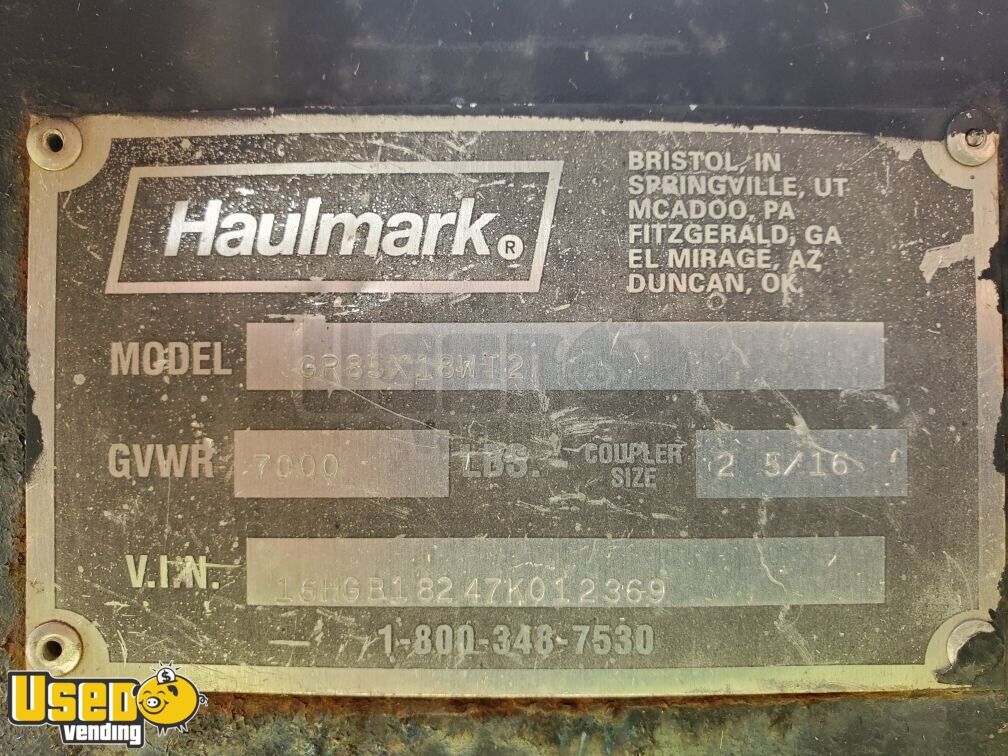 Haulmark®
BRISTOL, IN
SPRINGVILLE, UT
MCADOO, PA
FITZGERALD, GA
EL MIRAGE, AZ
DUNCAN, OK.
MODEL GR85X18WT2
GVWR 7000 LBS. COUPLER SIZE 2 5/16
V.I.N. 16HGB18247K012369
1-800-348-7530
USED vending